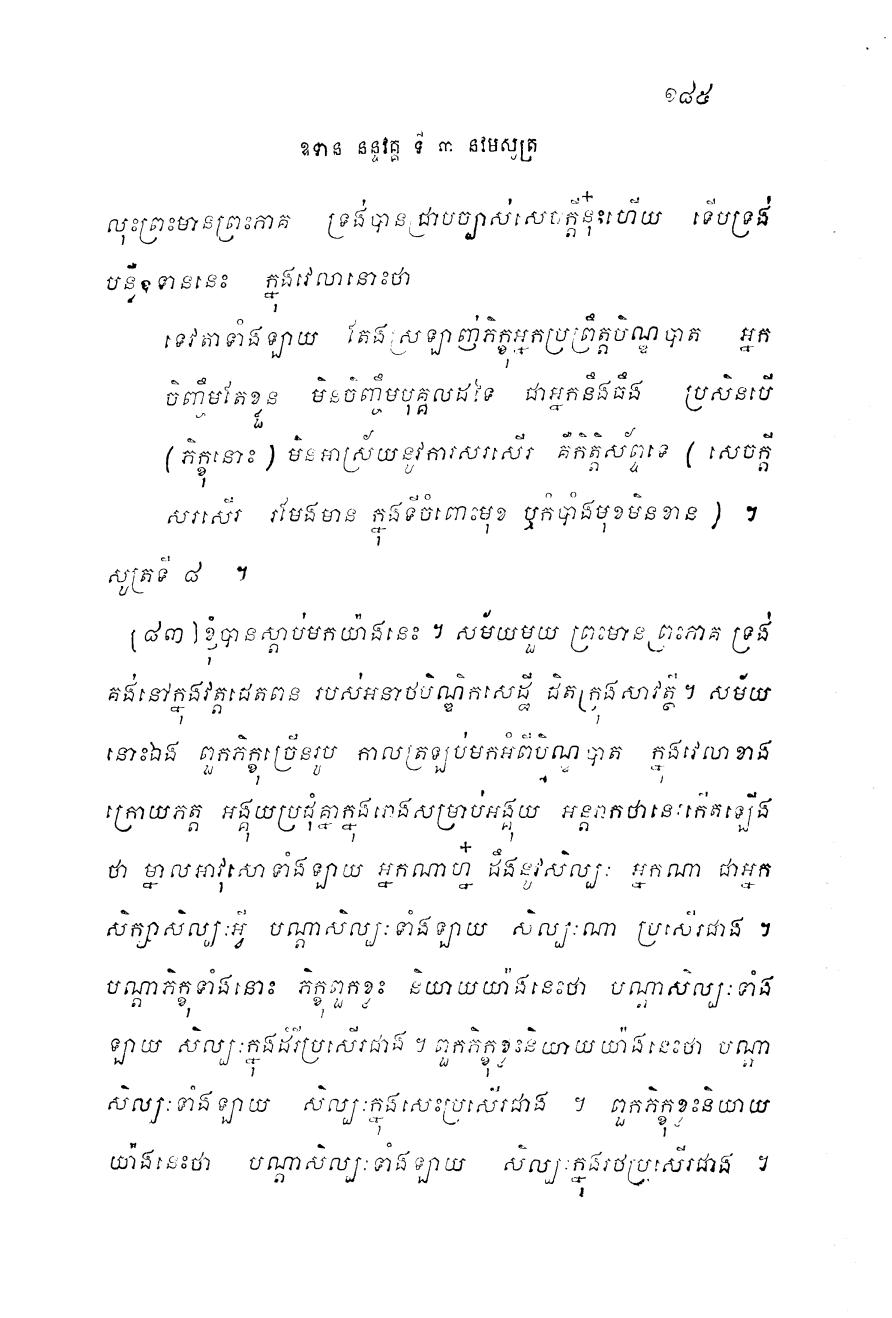 ១៨៥
ឧទាន នន្ទវគ្គ ទី ៣ នវមសូត្រ
លុះព្រះមានព្រះភាគ ទ្រង់បានជ្រាបច្បាស់សេចក្តីនុ៎ះហើយ ទើបទ្រង់
បន្លឺឧទាននេះ ក្នុងវេលានោះថា
ទេវតាទាំងឡាយ តែងស្រឡាញ់ភិក្ខុអ្នកប្រព្រឹត្តបិណ្ឌបាត អ្នក
ចិញ្ចឹមតែខ្លួន មិនចិញ្ចឹមបុគ្គលដទៃ ជាអ្នកនឹងធឹង ប្រសិនបើ
(ភិក្ខុនោះ) មិនអាស្រ័យនូវការសរសើរ គឺកិត្តិស័ព្ទទេ (សេចក្តី
សរសើរ រមែងមាន ក្នុងទីចំពោះមុខ ឬកំបាំងមុខមិនខាន) ។
សូត្រទី ៨ ។
[៨៣] ខ្ញុំបានស្តាប់មកយ៉ាងនេះ ។ សម័យមួយ ព្រះមានព្រះភាគ ទ្រង់
គង់នៅក្នុងវត្តជេតពន របស់អនាថបិណ្ឌិកសេដ្ឋី ជិតក្រុងសាវត្ថី ។ សម័យ
នោះឯង ពួកភិក្ខុច្រើនរូប កាលត្រឡប់មកអំពីបិណ្ឌបាត ក្នុងវេលាខាង
ក្រោយភត្ត អង្គុយប្រជុំគ្នាក្នុងរោងសម្រាប់អង្គុយ អន្តរាកថានេះកើតឡើង
ថា ម្នាលអាវុសោទាំងឡាយ អ្នកណាហ្ន៎ ដឹងនូវសិល្បៈ អ្នកណា ជាអ្នក
សិក្សាសិល្បៈអ្វី បណ្តាសិល្បៈទាំងឡាយ សិល្បៈណា ប្រសើរជាង ។
បណ្តាភិក្ខុទាំងនោះ ភិក្ខុពួកខ្លះ និយាយយ៉ាងនេះថា បណ្តាសិល្បៈទាំង
ឡាយ សិល្បៈក្នុងដំរីប្រសើរជាង ។ ពួកភិក្ខុខ្លះនិយាយយ៉ាងនេះថា បណ្តា
សិល្បៈទាំងឡាយ សិល្បៈក្នុងសេះប្រសើរជាង ។ ពួកភិក្ខុខ្លះនិយាយ
យ៉ាងនេះថា បណ្តាសិល្បៈទាំងឡាយ សិល្បៈក្នុងរថប្រសើរជាង ។